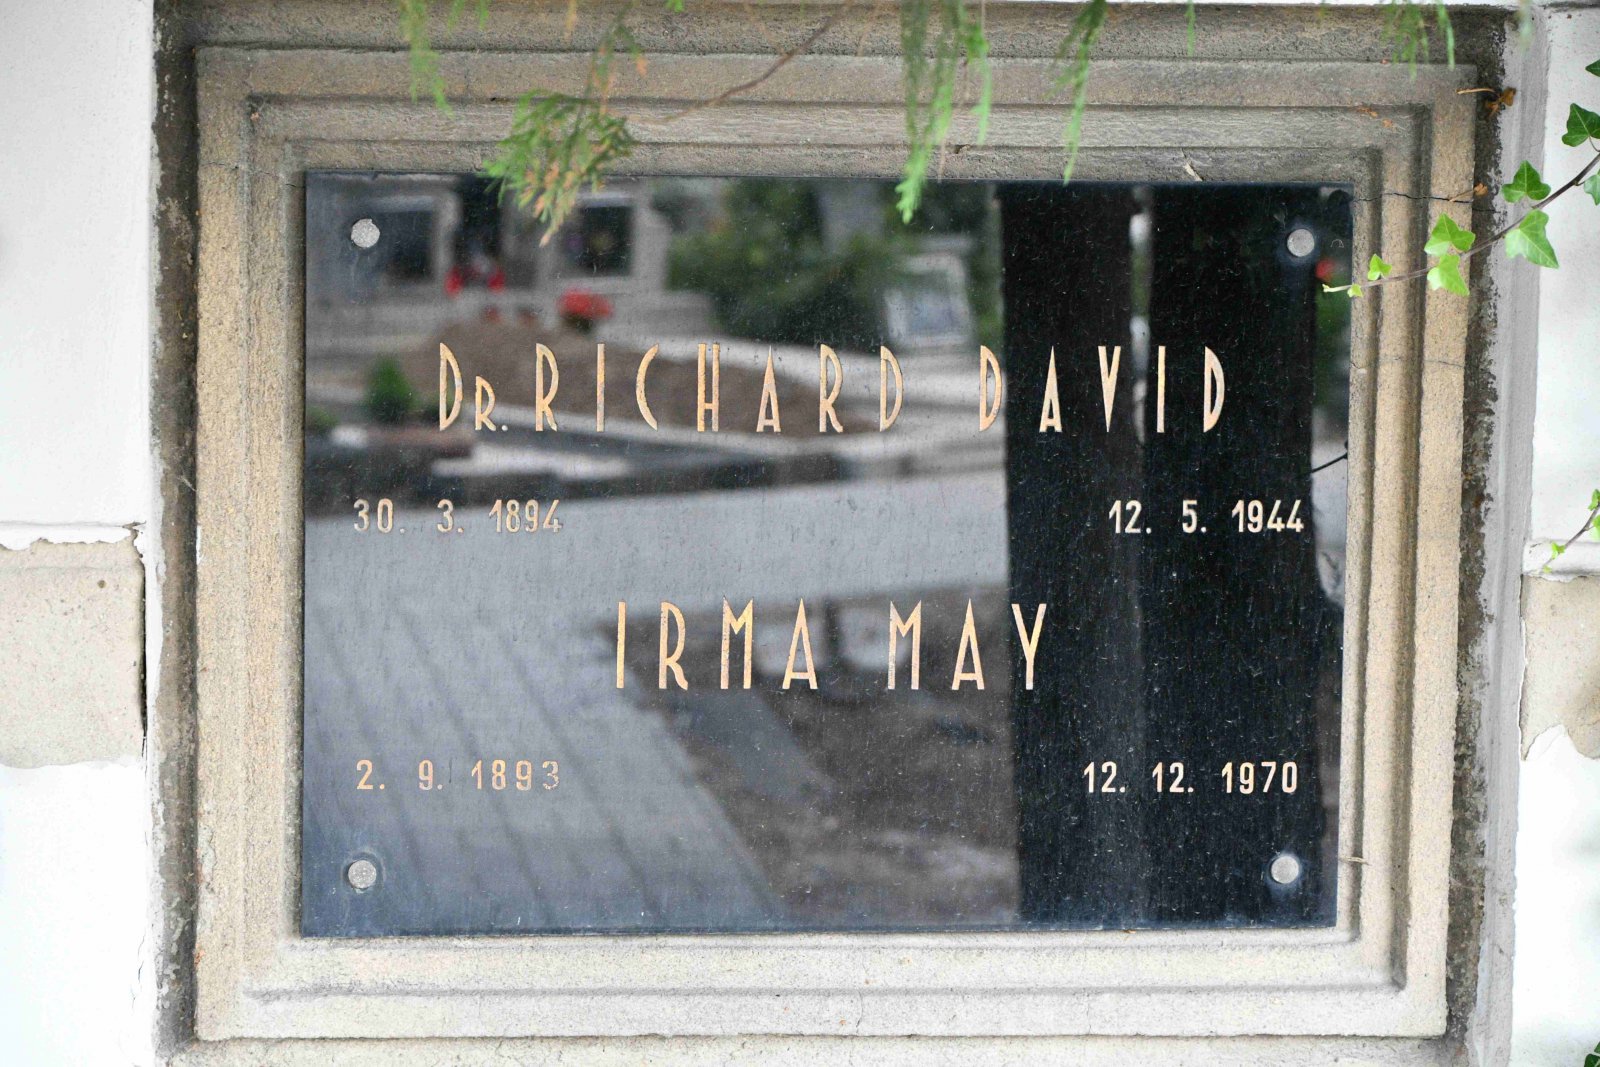 Dr. RICHARD DAVID
30. 3. 1894 12. 5. 1944
IRMA MAY
2. 9. 1893 12. 12. 1970